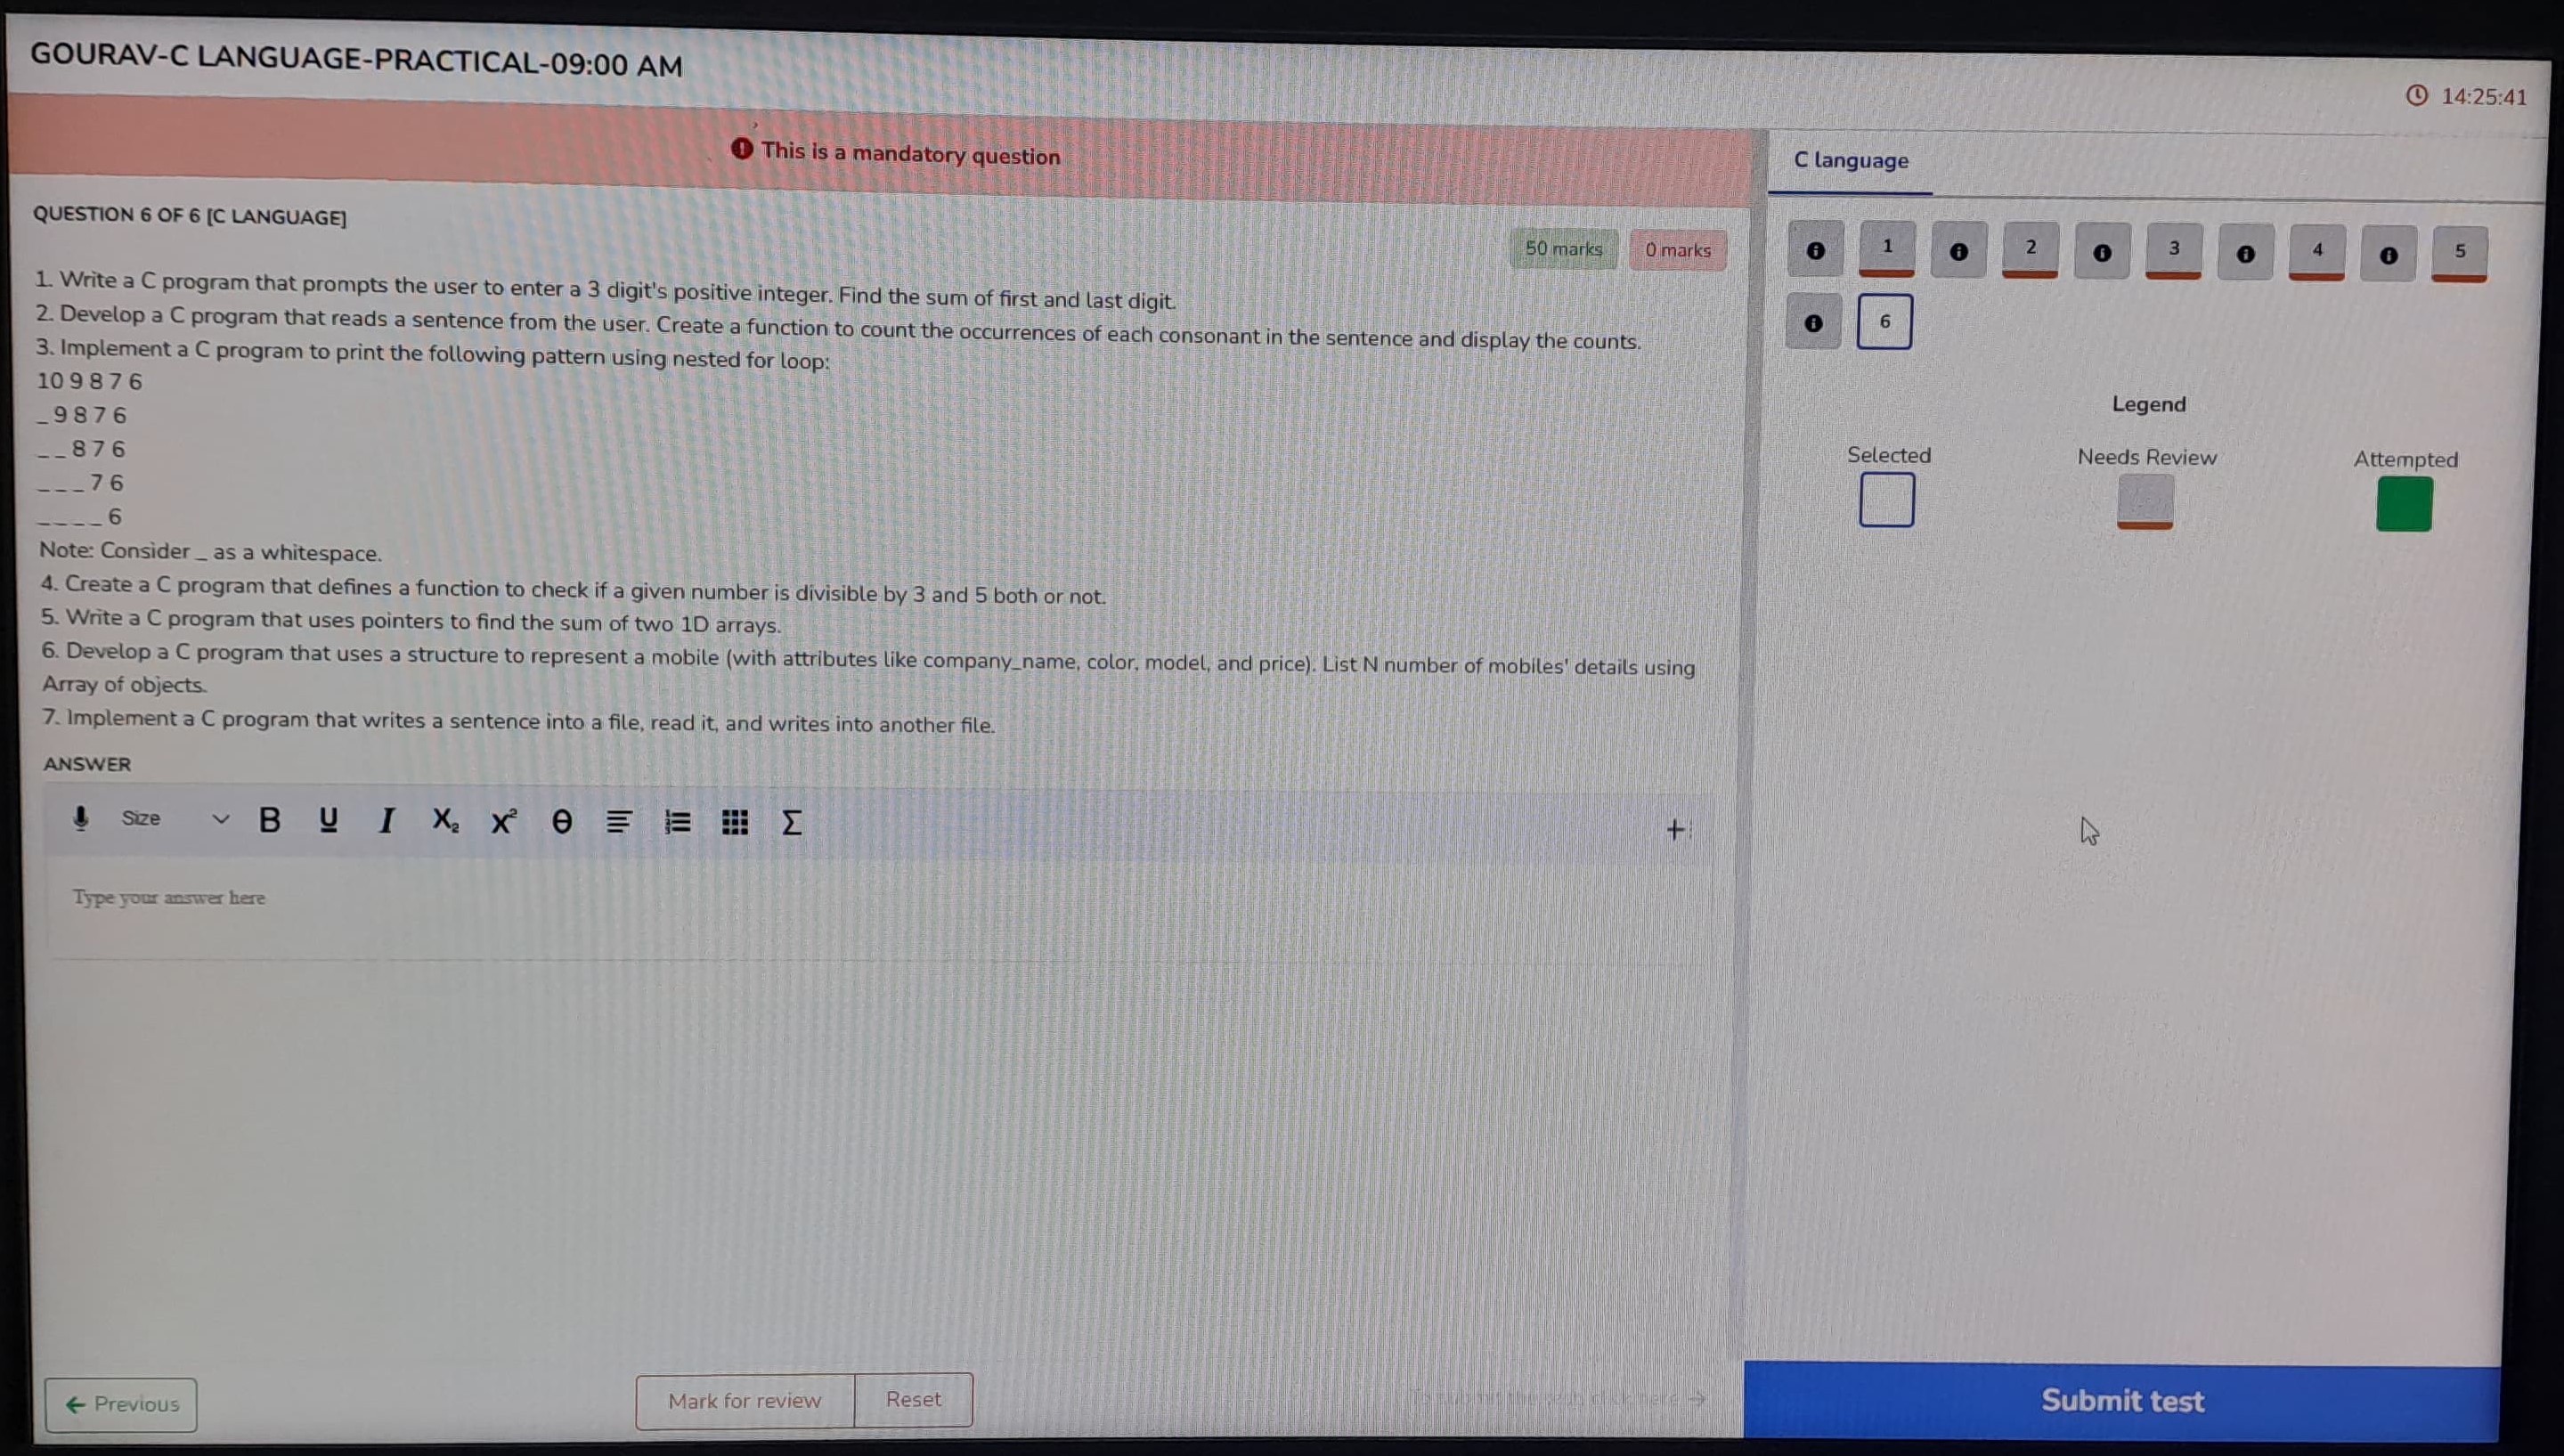 GOURAV-C LANGUAGE-PRACTICAL-09:00 AM
14:25:41
This is a mandatory question
C language
QUESTION 6 OF 6 [C LANGUAGE]
50 marks
0 marks
1
2
3
4
5
6
1. Write a C program that prompts the user to enter a 3 digit's positive integer. Find the sum of first and last digit.
2. Develop a C program that reads a sentence from the user. Create a function to count the occurrences of each consonant in the sentence and display the counts.
3. Implement a C program to print the following pattern using nested for loop:
10 9 8 7 6
_ 9 8 7 6
_ _ 8 7 6
_ _ _ 7 6
_ _ _ _ 6
Note: Consider _ as a whitespace.
4. Create a C program that defines a function to check if a given number is divisible by 3 and 5 both or not.
5. Write a C program that uses pointers to find the sum of two 1D arrays.
6. Develop a C program that uses a structure to represent a mobile (with attributes like company_name, color, model, and price). List N number of mobiles' details using
Array of objects.
7. Implement a C program that writes a sentence into a file, read it, and writes into another file.
Legend
Selected
Needs Review
Attempted
ANSWER
Size
B U I X₂ X² Θ Σ +
Type your answer here
← Previous
Mark for review
Reset
Submit test